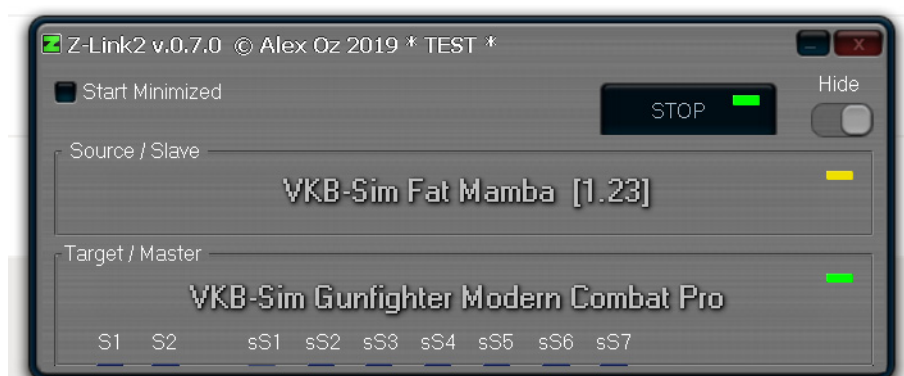 Z-Link2 v.0.7.0 © Alex Oz 2019 * TEST *
Start Minimized
STOP
Hide
Source / Slave
VKB-Sim Fat Mamba [1.23]
Target / Master
VKB-Sim Gunfighter Modern Combat Pro
S1 S2 sS1 sS2 sS3 sS4 sS5 sS6 sS7